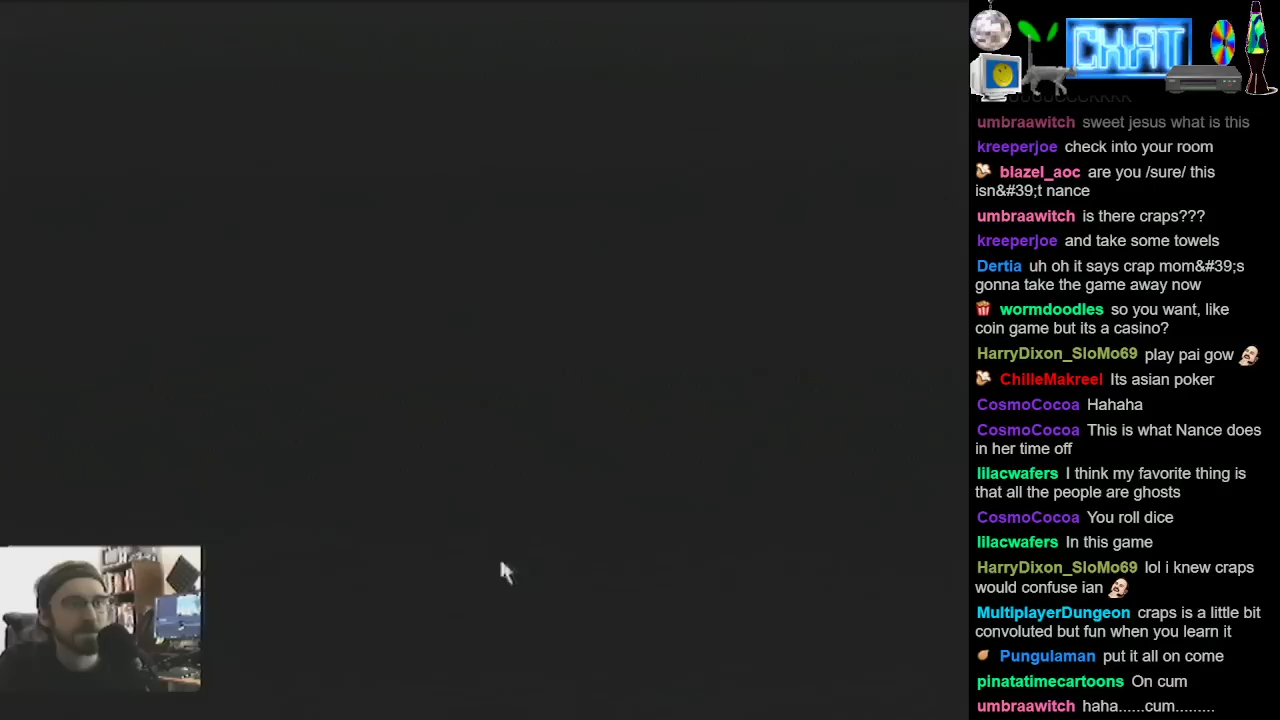 CHAT
umbraawitch sweet jesus what is this
kreeperjoe check into your room
blazel_aoc are you /sure/ this
isn&#39;t nance
umbraawitch is there craps???
kreeperjoe and take some towels
Dertia uh oh it says crap mom&#39;s
gonna take the game away now
wormdoodles so you want, like
coin game but its a casino?
HarryDixon_SloMo69 play pai gow
ChilleMakreel Its asian poker
CosmoCocoa Hahaha
CosmoCocoa This is what Nance does
in her time off
lilacwafers I think my favorite thing is
that all the people are ghosts
CosmoCocoa You roll dice
lilacwafers In this game
HarryDixon_SloMo69 lol i knew craps
would confuse ian
MultiplayerDungeon craps is a little bit
convoluted but fun when you learn it
Pungulaman put it all on come
pinatatimecartoons On cum
umbraawitch haha......cum.........